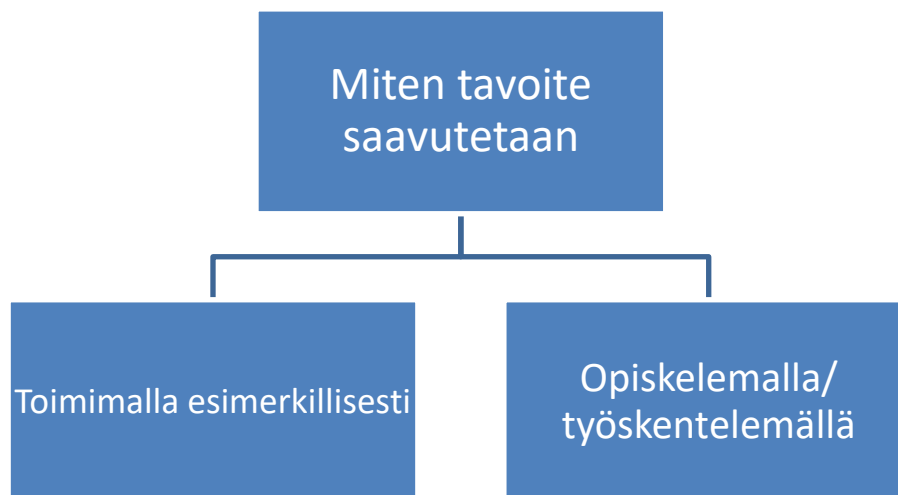 Miten tavoite
saavutetaan
Toimimalla esimerkillisesti
Opiskelemalla/
työskentelemällä